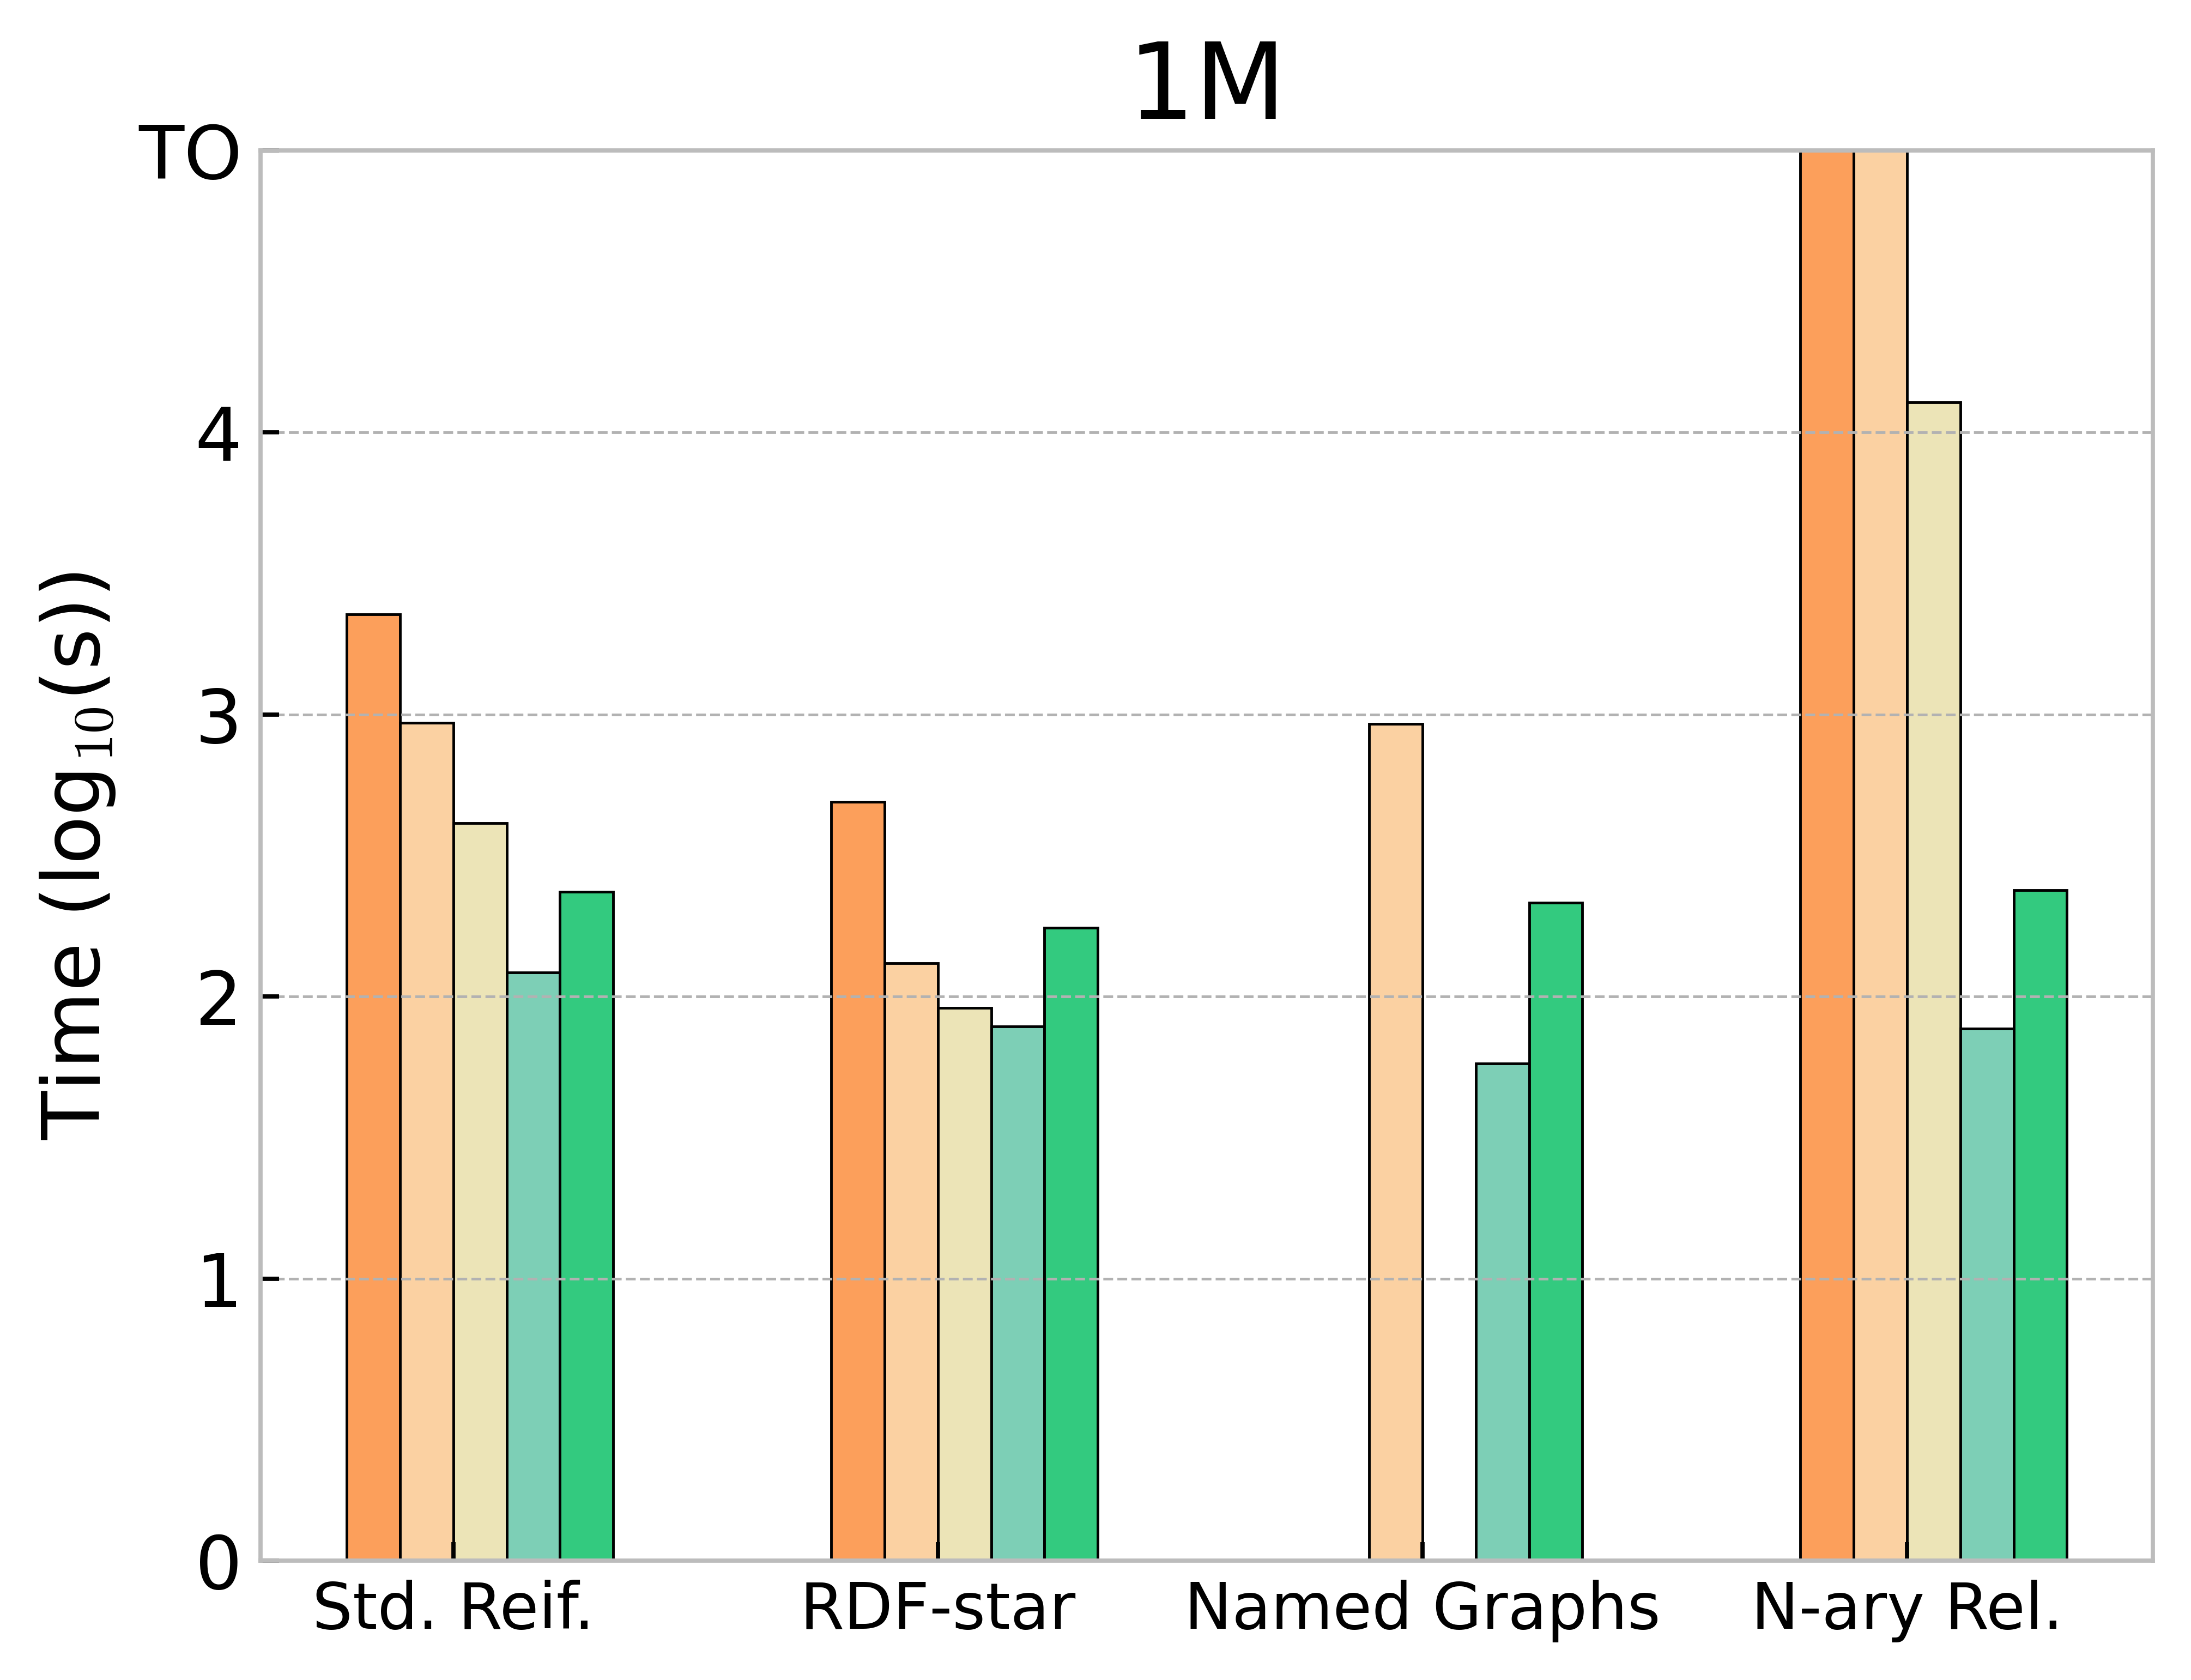 1M
TO
4
3
2
1
0
Time (log₁₀(s))
Std. Reif.
RDF-star
Named Graphs
N-ary Rel.